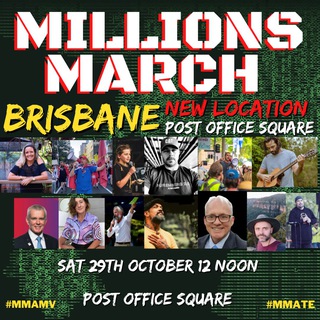 MILLIONS
MARCH
BRISBANE
NEW LOCATION
POST OFFICE SQUARE
SAT 29TH OCTOBER 12 NOON
POST OFFICE SQUARE
#MMAMV
#MMATE